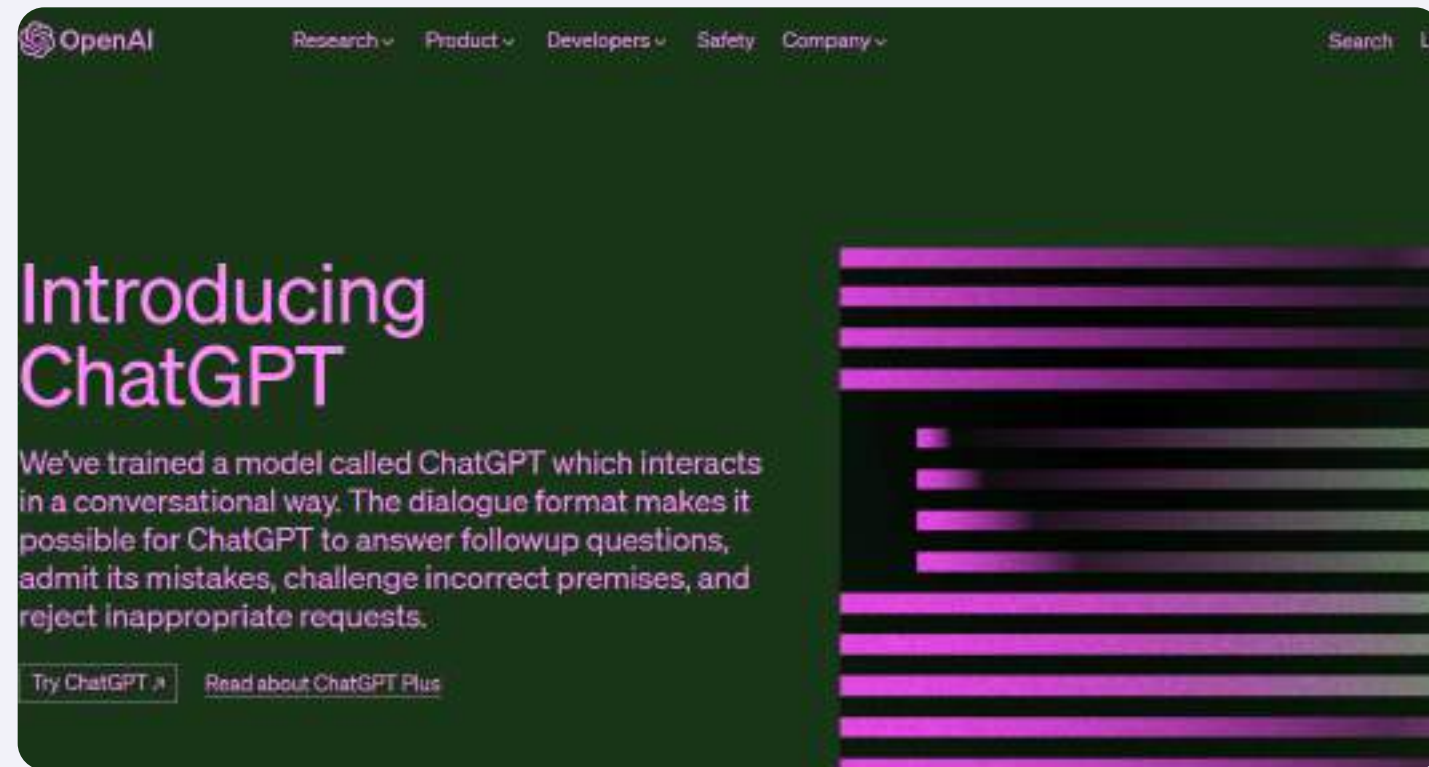 OpenAI Research Product Developers Safety Company Search
Introducing
ChatGPT
We've trained a model called ChatGPT which interacts
in a conversational way. The dialogue format makes it
possible for ChatGPT to answer followup questions,
admit its mistakes, challenge incorrect premises, and
reject inappropriate requests.
Try ChatGPT ↗ Read about ChatGPT Plus